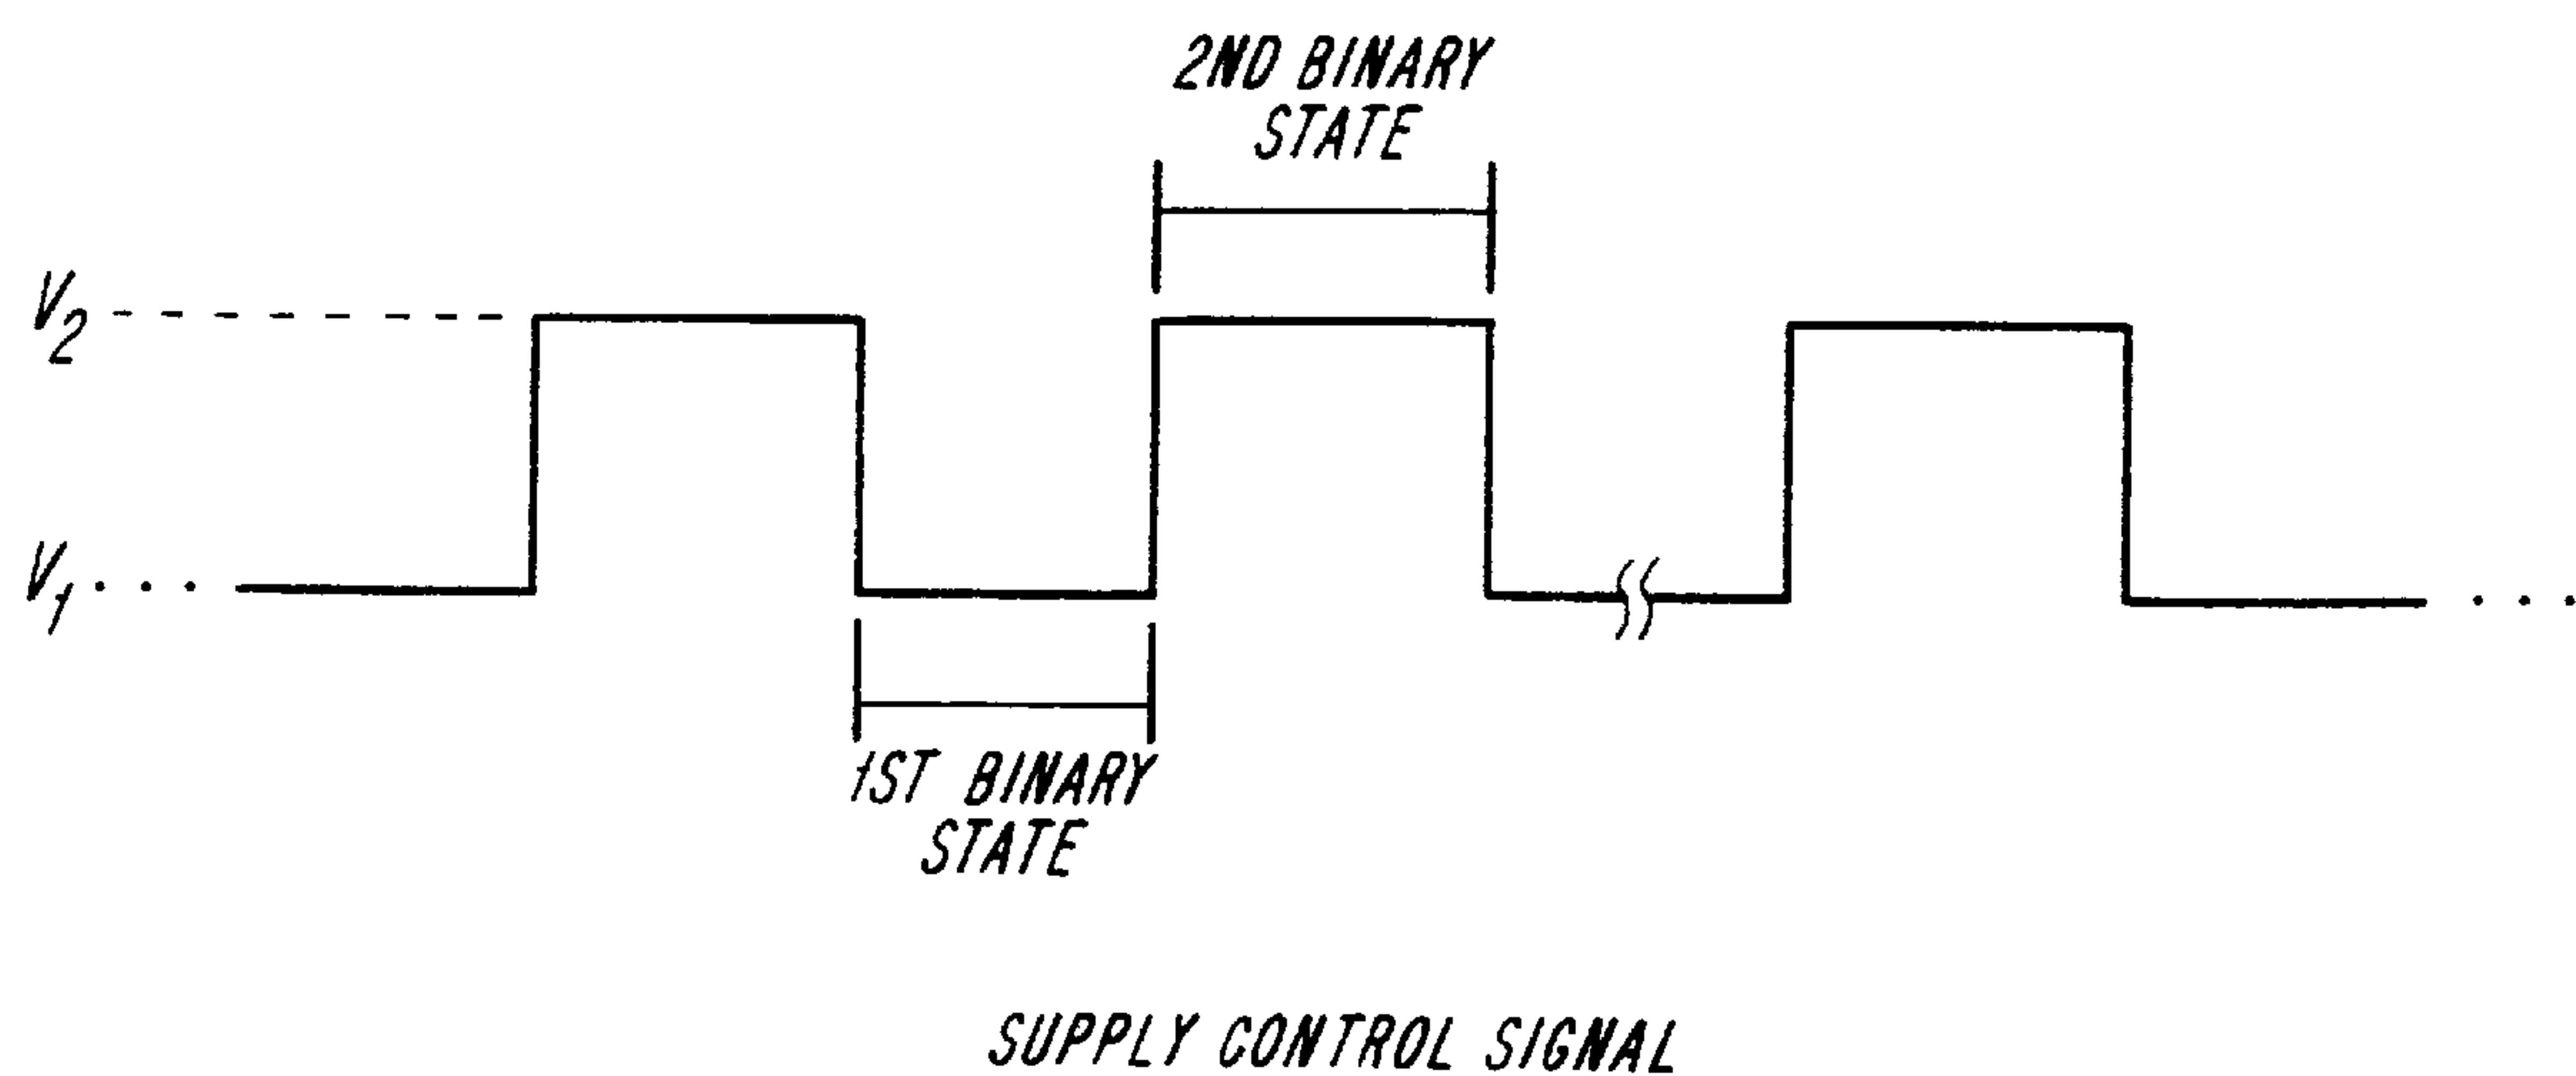 2ND BINARY
STATE
V2
V1 . . .
. . .
1ST BINARY
STATE
SUPPLY CONTROL SIGNAL